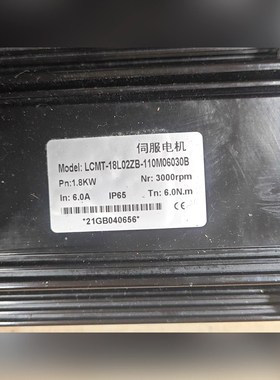 伺服电机
Model: LCMT-18L02ZB-110M06030B
Pn:1.8KW Nr: 3000rpm
In: 6.0A IP65 Tn: 6.0N.m
*21GB040656* CE